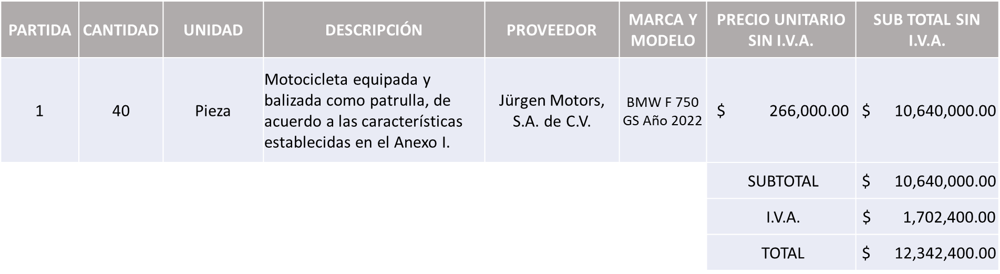 PARTIDA CANTIDAD UNIDAD DESCRIPCIÓN PROVEEDOR MARCA Y MODELO PRECIO UNITARIO SIN I.V.A. SUB TOTAL SIN I.V.A.
1 40 Pieza
Motocicleta equipada y
balizada como patrulla, de
acuerdo a las características
establecidas en el Anexo I.
Jürgen Motors,
S.A. de C.V.
BMW F 750
GS Año 2022
$ 266,000.00
$ 10,640,000.00
SUBTOTAL $ 10,640,000.00
I.V.A. $ 1,702,400.00
TOTAL $ 12,342,400.00